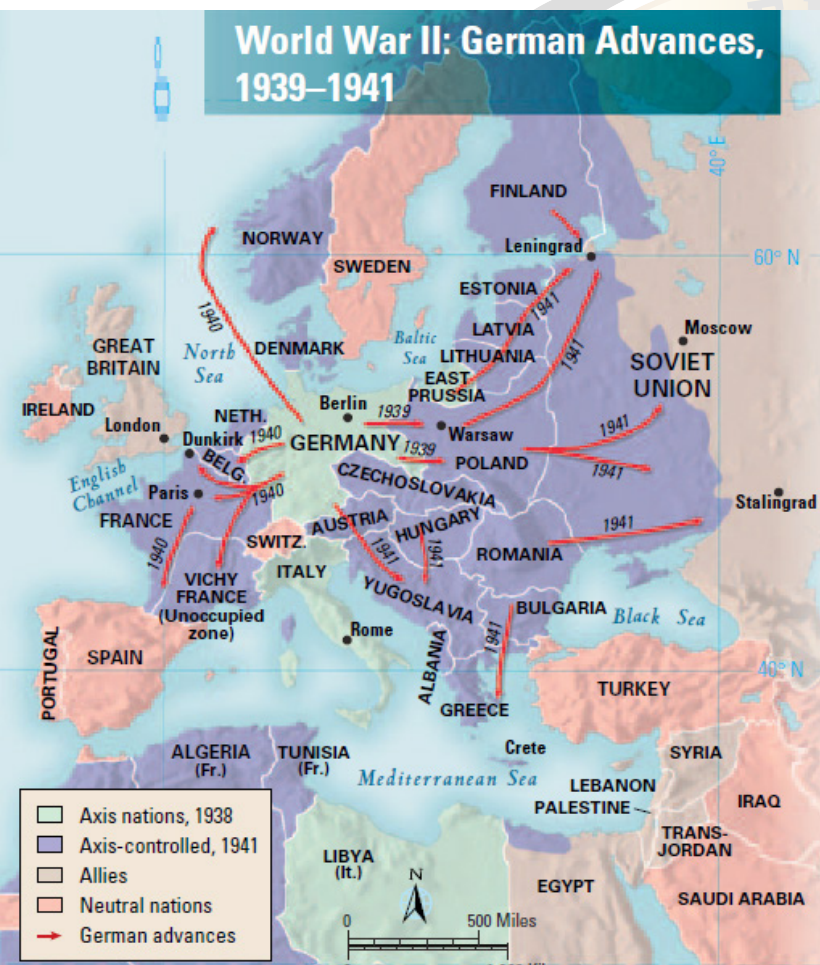 World War II: German Advances,
1939–1941
40° E
FINLAND
NORWAY
Leningrad
60° N
SWEDEN
ESTONIA
1941
1940
LATVIA
Moscow
GREAT
BRITAIN
North
Sea
DENMARK
Baltic
Sea
LITHUANIA
1941
SOVIET
UNION
EAST
PRUSSIA
IRELAND
Berlin
1939
NETH.
London
Dunkirk
1940
GERMANY
1939
Warsaw
1941
BELG.
POLAND
1941
English
Channel
Paris
1940
CZECHOSLOVAKIA
Stalingrad
FRANCE
AUSTRIA
HUNGARY
1941
SWITZ.
1940
1941
1941
ROMANIA
ITALY
VICHY
FRANCE
(Unoccupied
zone)
YUGOSLAVIA
BULGARIA
Black Sea
Rome
1941
PORTUGAL
SPAIN
ALBANIA
40° N
TURKEY
GREECE
ALGERIA
(Fr.)
TUNISIA
(Fr.)
Crete
SYRIA
Mediterranean Sea
LEBANON
PALESTINE
IRAQ
TRANS-
JORDAN
Axis nations, 1938
Axis-controlled, 1941
Allies
Neutral nations
German advances
LIBYA
(It.)
N
EGYPT
SAUDI ARABIA
0
500 Miles